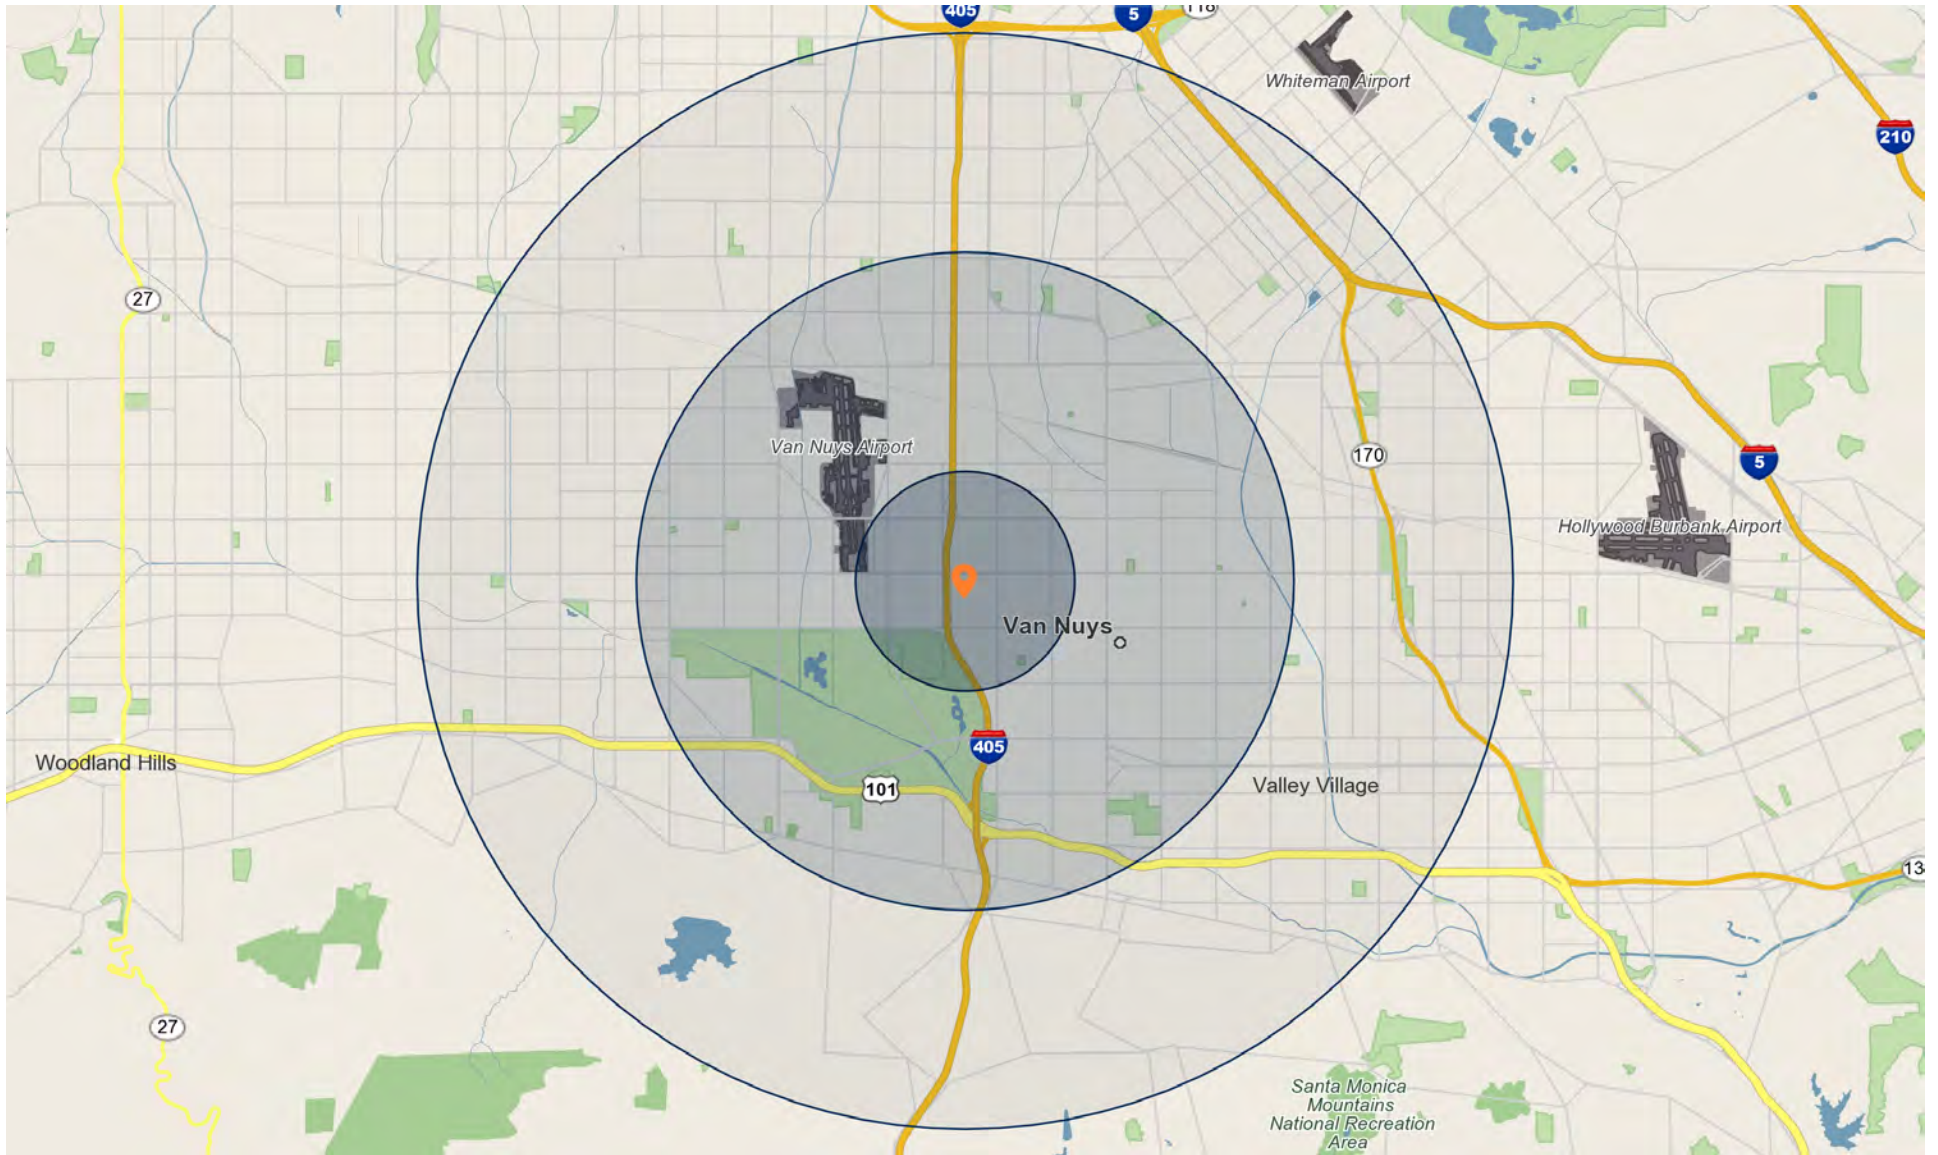 405
5
118
Whiteman Airport
210
27
Van Nuys Airport
170
5
Hollywood Burbank Airport
Van Nuys
405
Woodland Hills
101
Valley Village
27
Santa Monica
Mountains
National Recreation
Area